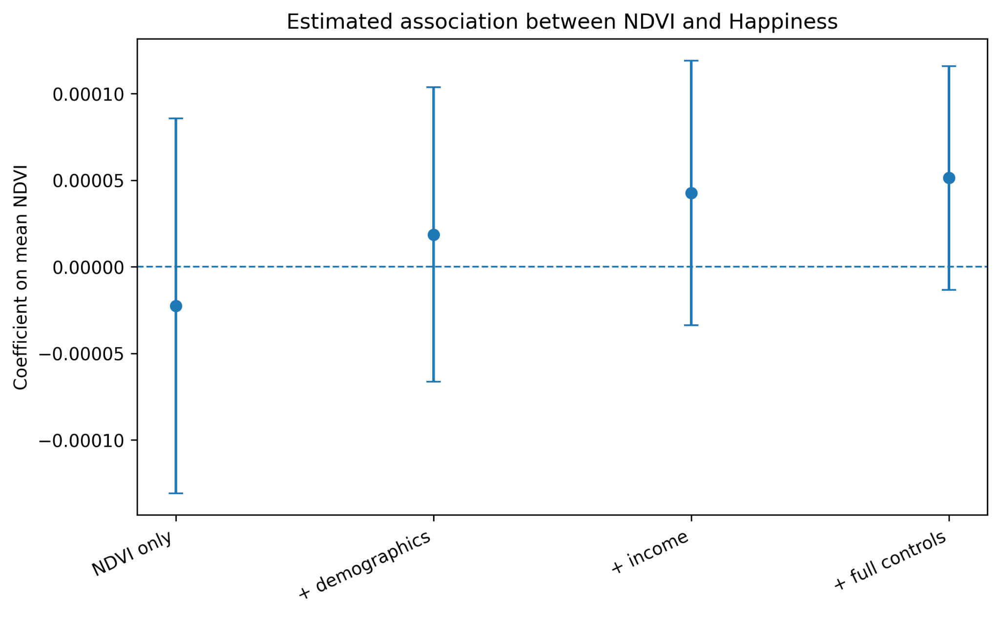 Estimated association between NDVI and Happiness
Coefficient on mean NDVI
0.00010
0.00005
0.00000
−0.00005
−0.00010
NDVI only
+ demographics
+ income
+ full controls